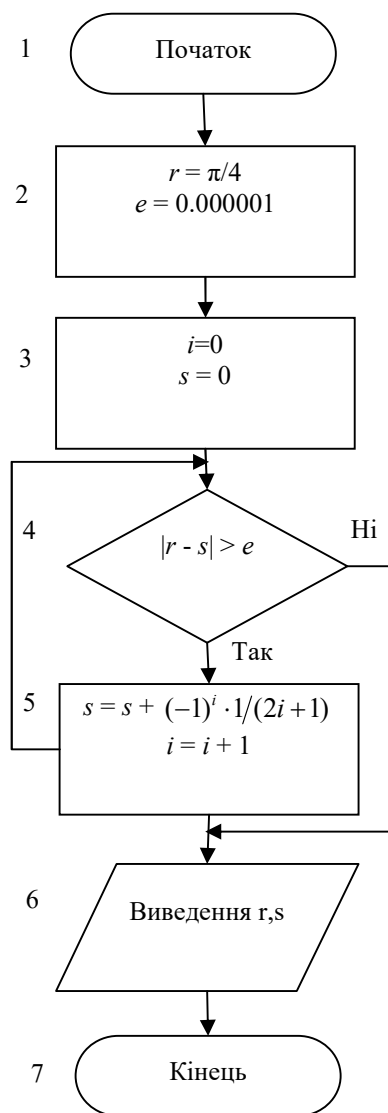 1
Початок
2
r = π/4
e = 0.000001
3
i=0
s = 0
4
|r - s| > e
Ні
Так
5
s = s + (−1)^i ·1/(2i+1)
i = i + 1
6
Виведення r,s
7
Кінець